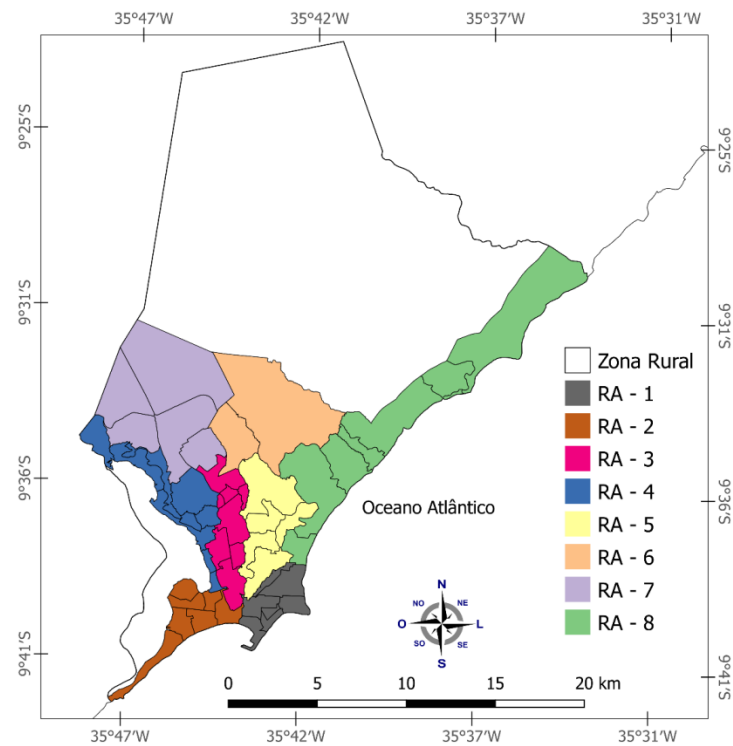 35°47'W 35°42'W 35°37'W 35°31'W
9°25'S
9°25'S
9°31'S
9°31'S
Zona Rural
RA - 1
RA - 2
RA - 3
RA - 4
RA - 5
RA - 6
RA - 7
RA - 8
9°36'S
9°36'S
Oceano Atlântico
N
NO NE
O L
SO SE
S
9°41'S
9°41'S
0 5 10 15 20 km
35°47'W 35°42'W 35°37'W 35°31'W